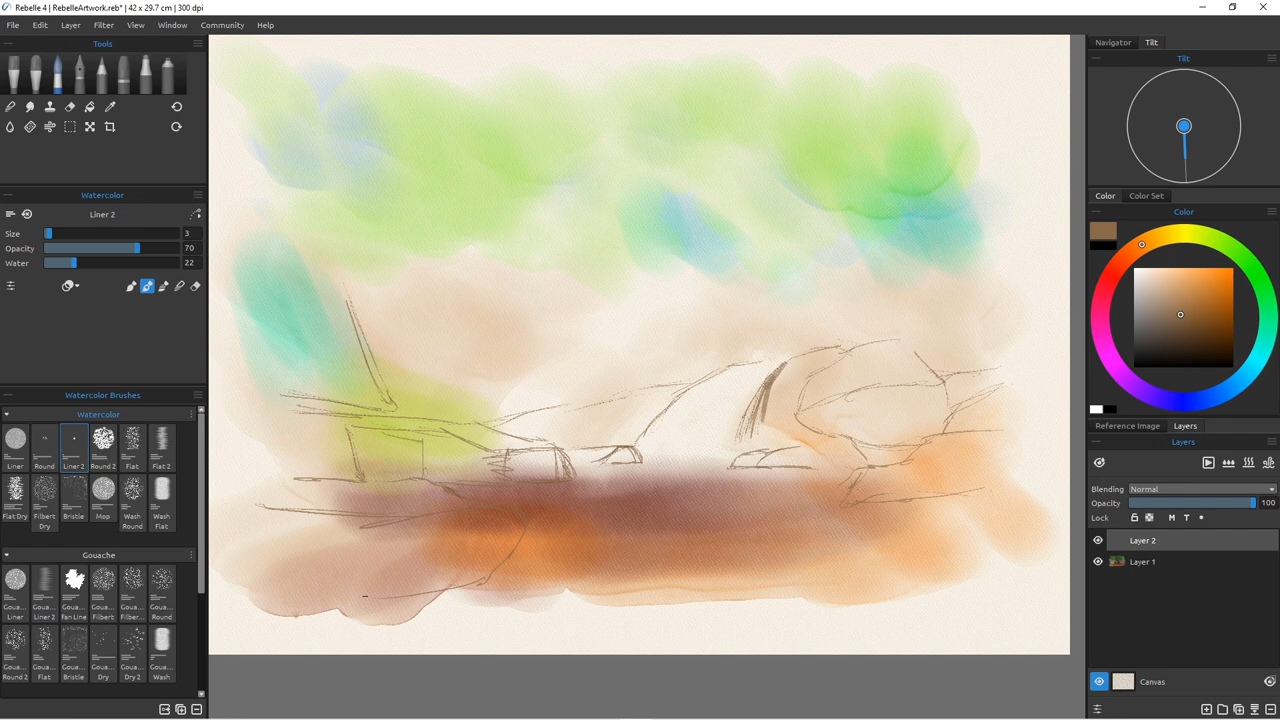 Rebelle 4 | RebelleArtwork.reb* | 42 x 29.7 cm | 300 dpi
File Edit Layer Filter View Window Community Help
Tools
Watercolor
Liner 2
Size 3
Opacity 70
Water 22
Watercolor Brushes
Watercolor
Liner Round Liner 2 Round 2 Flat Flat 2
Flat Dry Filbert Dry Bristle Mop Wash Round Wash Flat
Gouache
Goua... Liner Goua... Liner 2 Goua... Fan Line Goua... Filbert Goua... Filbert Goua... Round
Goua... Round 2 Goua... Flat Goua... Bristle Goua... Dry Goua... Dry 2 Goua... Wash
Navigator Tilt
Tilt
Color Color Set
Color
Reference Image Layers
Layers
Blending Normal
Opacity 100
Lock M T
Layer 2
Layer 1
Canvas